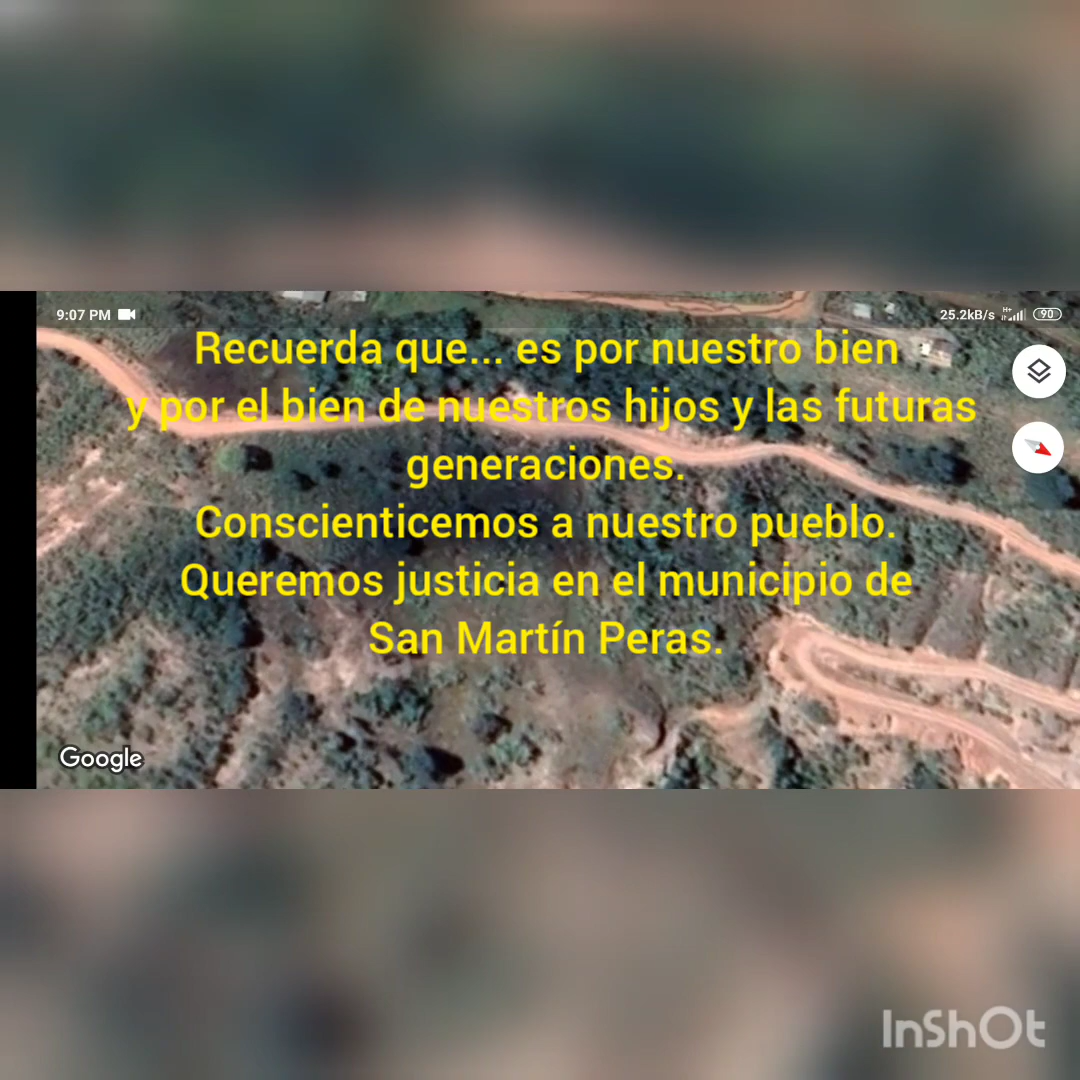 9:07 PM
25.2kB/s H+ 90
Recuerda que... es por nuestro bien
y por el bien de nuestros hijos y las futuras
generaciones.
Conscienticemos a nuestro pueblo.
Queremos justicia en el municipio de
San Martín Peras.
Google
InShOt